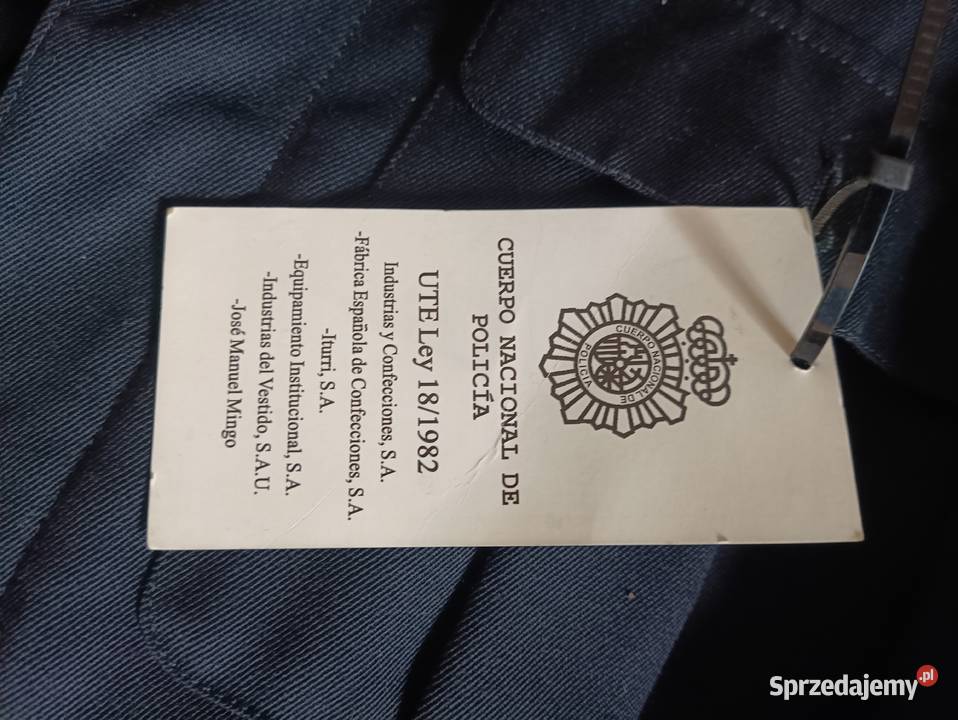 CUERPO NACIONAL DE
POLICIA
CUERPO NACIONAL DE
POLICÍA
UTE Ley 18/1982
Industrias y Confecciones, S.A.
-Fábrica Española de Confecciones, S.A.
-Iturri, S.A.
-Equipamiento Institucional, S.A.
-Industrias del Vestido, S.A.U.
-José Manuel Mingo
Sprzedajemy.pl